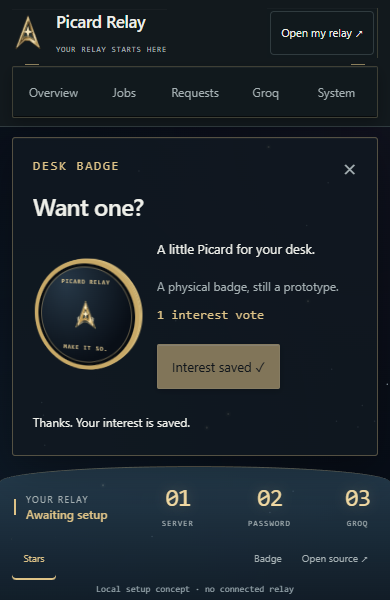 Picard Relay
YOUR RELAY STARTS HERE
Open my relay ↗
Overview Jobs Requests Groq System
DESK BADGE
✕
Want one?
PICARD RELAY
MAKE IT SO.
A little Picard for your desk.
A physical badge, still a prototype.
1 interest vote
Interest saved ✓
Thanks. Your interest is saved.
YOUR RELAY
Awaiting setup
01 02 03
SERVER PASSWORD GROQ
Stars Badge Open source ↗
Local setup concept · no connected relay